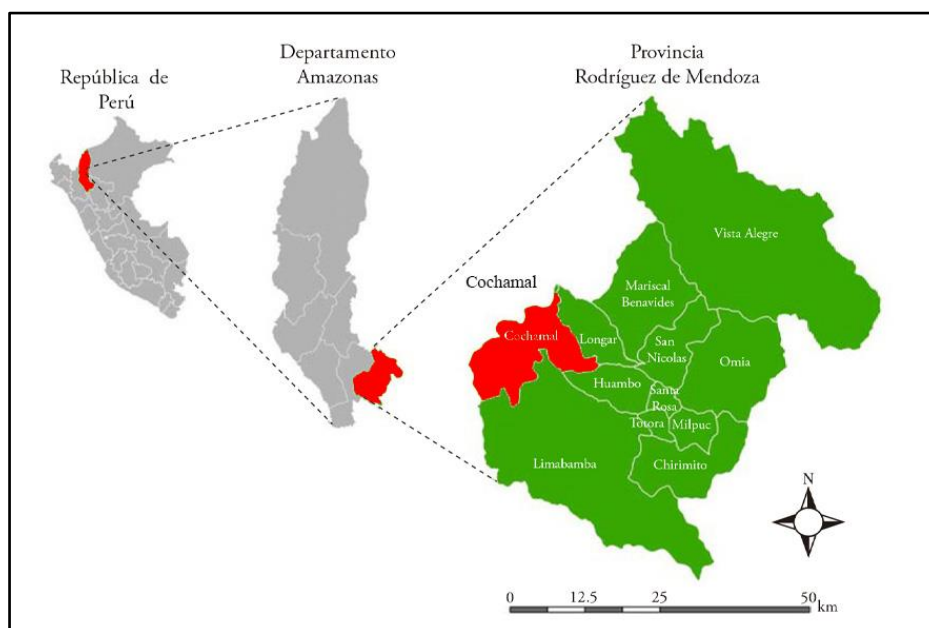 República de
Perú
Departamento
Amazonas
Provincia
Rodríguez de Mendoza
Vista Alegre
Cochamal
Mariscal
Benavides
Cochamal
Longar
San
Nicolas
Omia
Huambo
Santa
Rosa
Totora
Milpuc
Limabamba
Chirimito
N
0 12.5 25 50
km